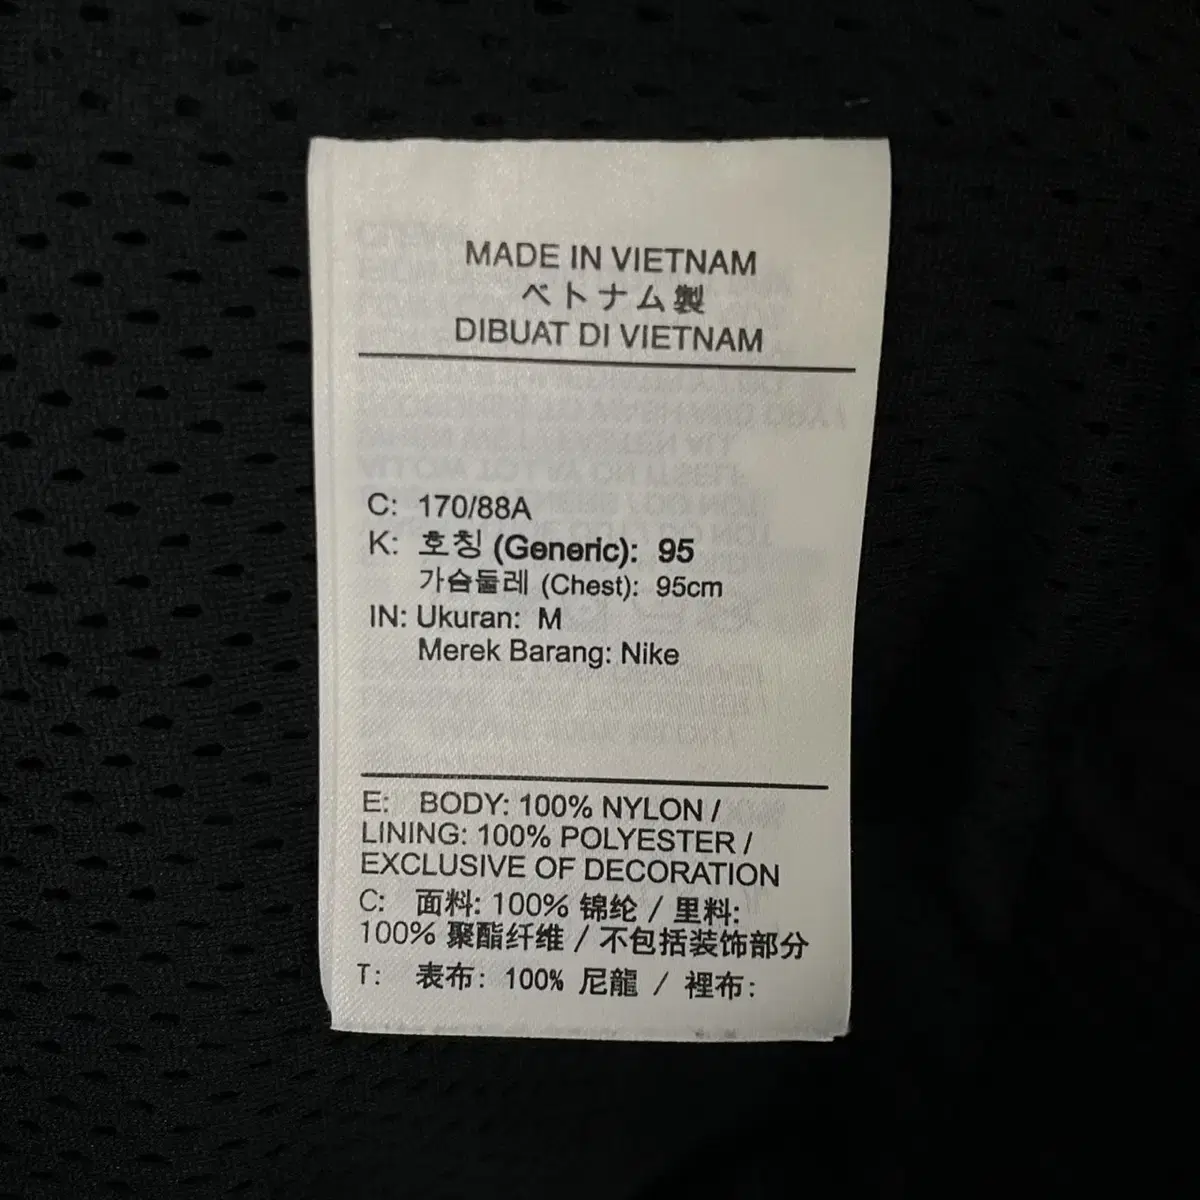 MADE IN VIETNAM
ベトナム製
DIBUAT DI VIETNAM
C: 170/88A
K: 호칭 (Generic): 95
가슴둘레 (Chest): 95cm
IN: Ukuran: M
Merek Barang: Nike
E: BODY: 100% NYLON /
LINING: 100% POLYESTER /
EXCLUSIVE OF DECORATION
C: 面料: 100% 锦纶 / 里料:
100% 聚酯纤维 / 不包括装饰部分
T: 表布: 100% 尼龍 / 裡布: